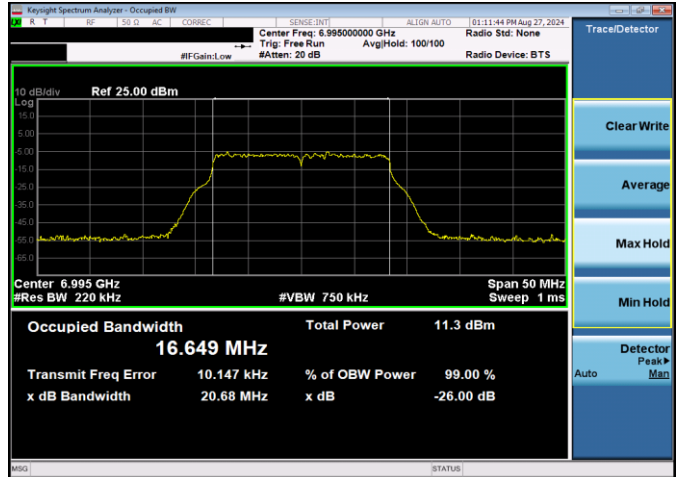 Keysight Spectrum Analyzer - Occupied BW
R T RF 50 Ω AC CORREC SENSE:INT ALIGN AUTO 01:11:44 PM Aug 27, 2024
Center Freq: 6.995000000 GHz Radio Std: None
Trig: Free Run Avg|Hold: 100/100
#IFGain:Low #Atten: 20 dB Radio Device: BTS
Trace/Detector
10 dB/div Ref 25.00 dBm
Log
15.0
5.00
-5.00
-15.0
-25.0
-35.0
-45.0
-55.0
-65.0
Center 6.995 GHz Span 50 MHz
#Res BW 220 kHz #VBW 750 kHz Sweep 1 ms
Occupied Bandwidth Total Power 11.3 dBm
16.649 MHz
Transmit Freq Error 10.147 kHz % of OBW Power 99.00 %
x dB Bandwidth 20.68 MHz x dB -26.00 dB
Clear Write
Average
Max Hold
Min Hold
Detector
Peak▶
Auto Man
MSG STATUS